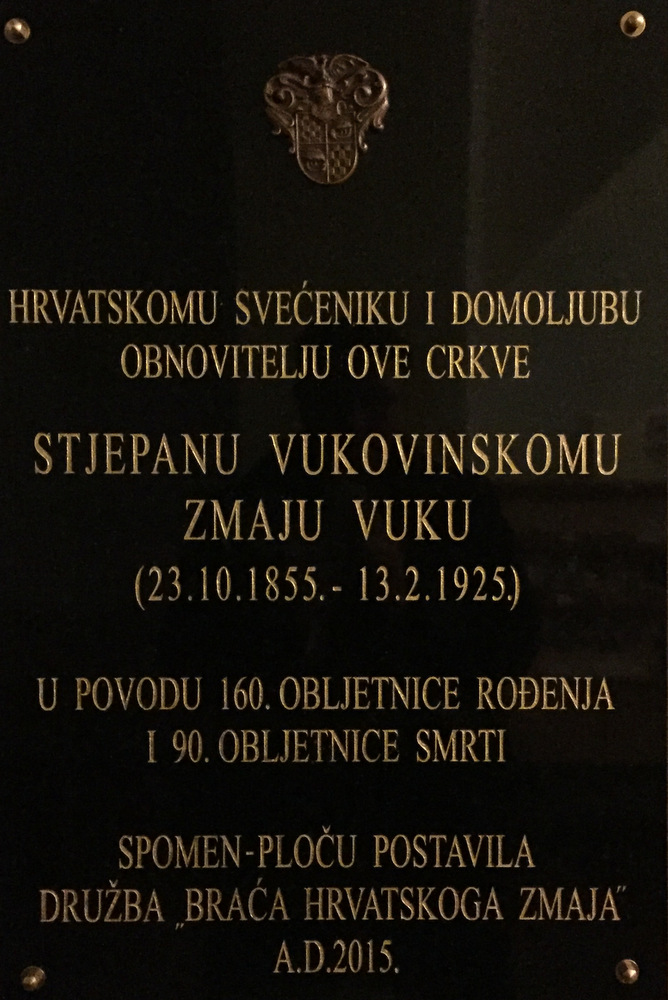 HRVATSKOMU SVEĆENIKU I DOMOLJUBU
OBNOVITELJU OVE CRKVE
STJEPANU VUKOVINSKOMU
ZMAJU VUKU
(23.10.1855.- 13.2.1925.)
U POVODU 160. OBLJETNICE ROĐENJA
I 90. OBLJETNICE SMRTI
SPOMEN-PLOČU POSTAVILA
DRUŽBA „BRAĆA HRVATSKOGA ZMAJA˝
A.D.2015.